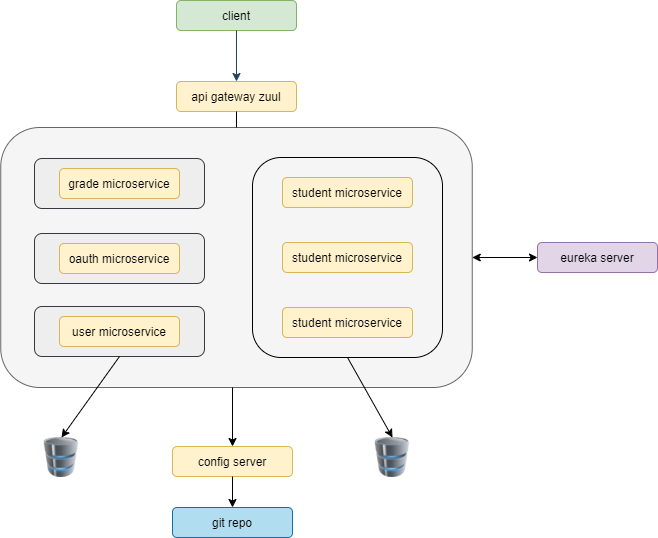 client
api gateway zuul
grade microservice
oauth microservice
user microservice
student microservice
student microservice
student microservice
eureka server
config server
git repo